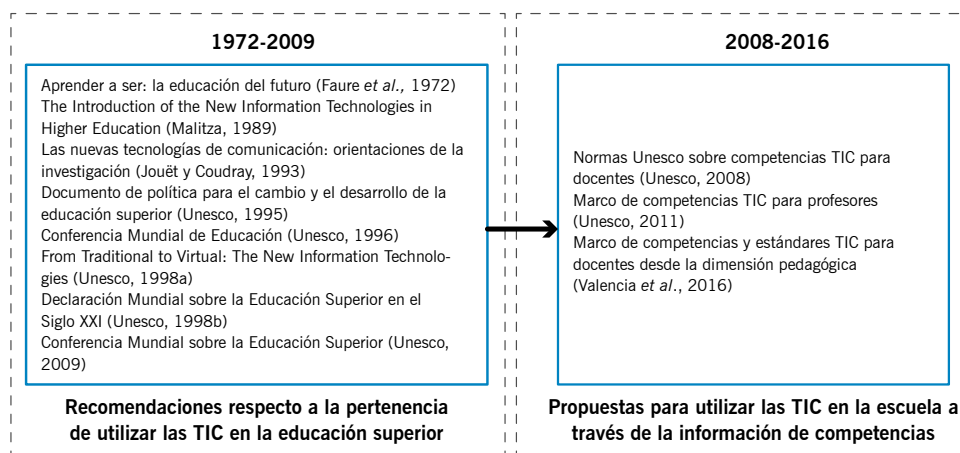 1972-2009
Aprender a ser: la educación del futuro (Faure et al., 1972)
The Introduction of the New Information Technologies in
Higher Education (Malitza, 1989)
Las nuevas tecnologías de comunicación: orientaciones de la
investigación (Jouët y Coudray, 1993)
Documento de política para el cambio y el desarrollo de la
educación superior (Unesco, 1995)
Conferencia Mundial de Educación (Unesco, 1996)
From Traditional to Virtual: The New Information Technolo-
gies (Unesco, 1998a)
Declaración Mundial sobre la Educación Superior en el
Siglo XXI (Unesco, 1998b)
Conferencia Mundial sobre la Educación Superior (Unesco,
2009)
Recomendaciones respecto a la pertenencia
de utilizar las TIC en la educación superior
2008-2016
Normas Unesco sobre competencias TIC para
docentes (Unesco, 2008)
Marco de competencias TIC para profesores
(Unesco, 2011)
Marco de competencias y estándares TIC para
docentes desde la dimensión pedagógica
(Valencia et al., 2016)
Propuestas para utilizar las TIC en la escuela a
través de la información de competencias